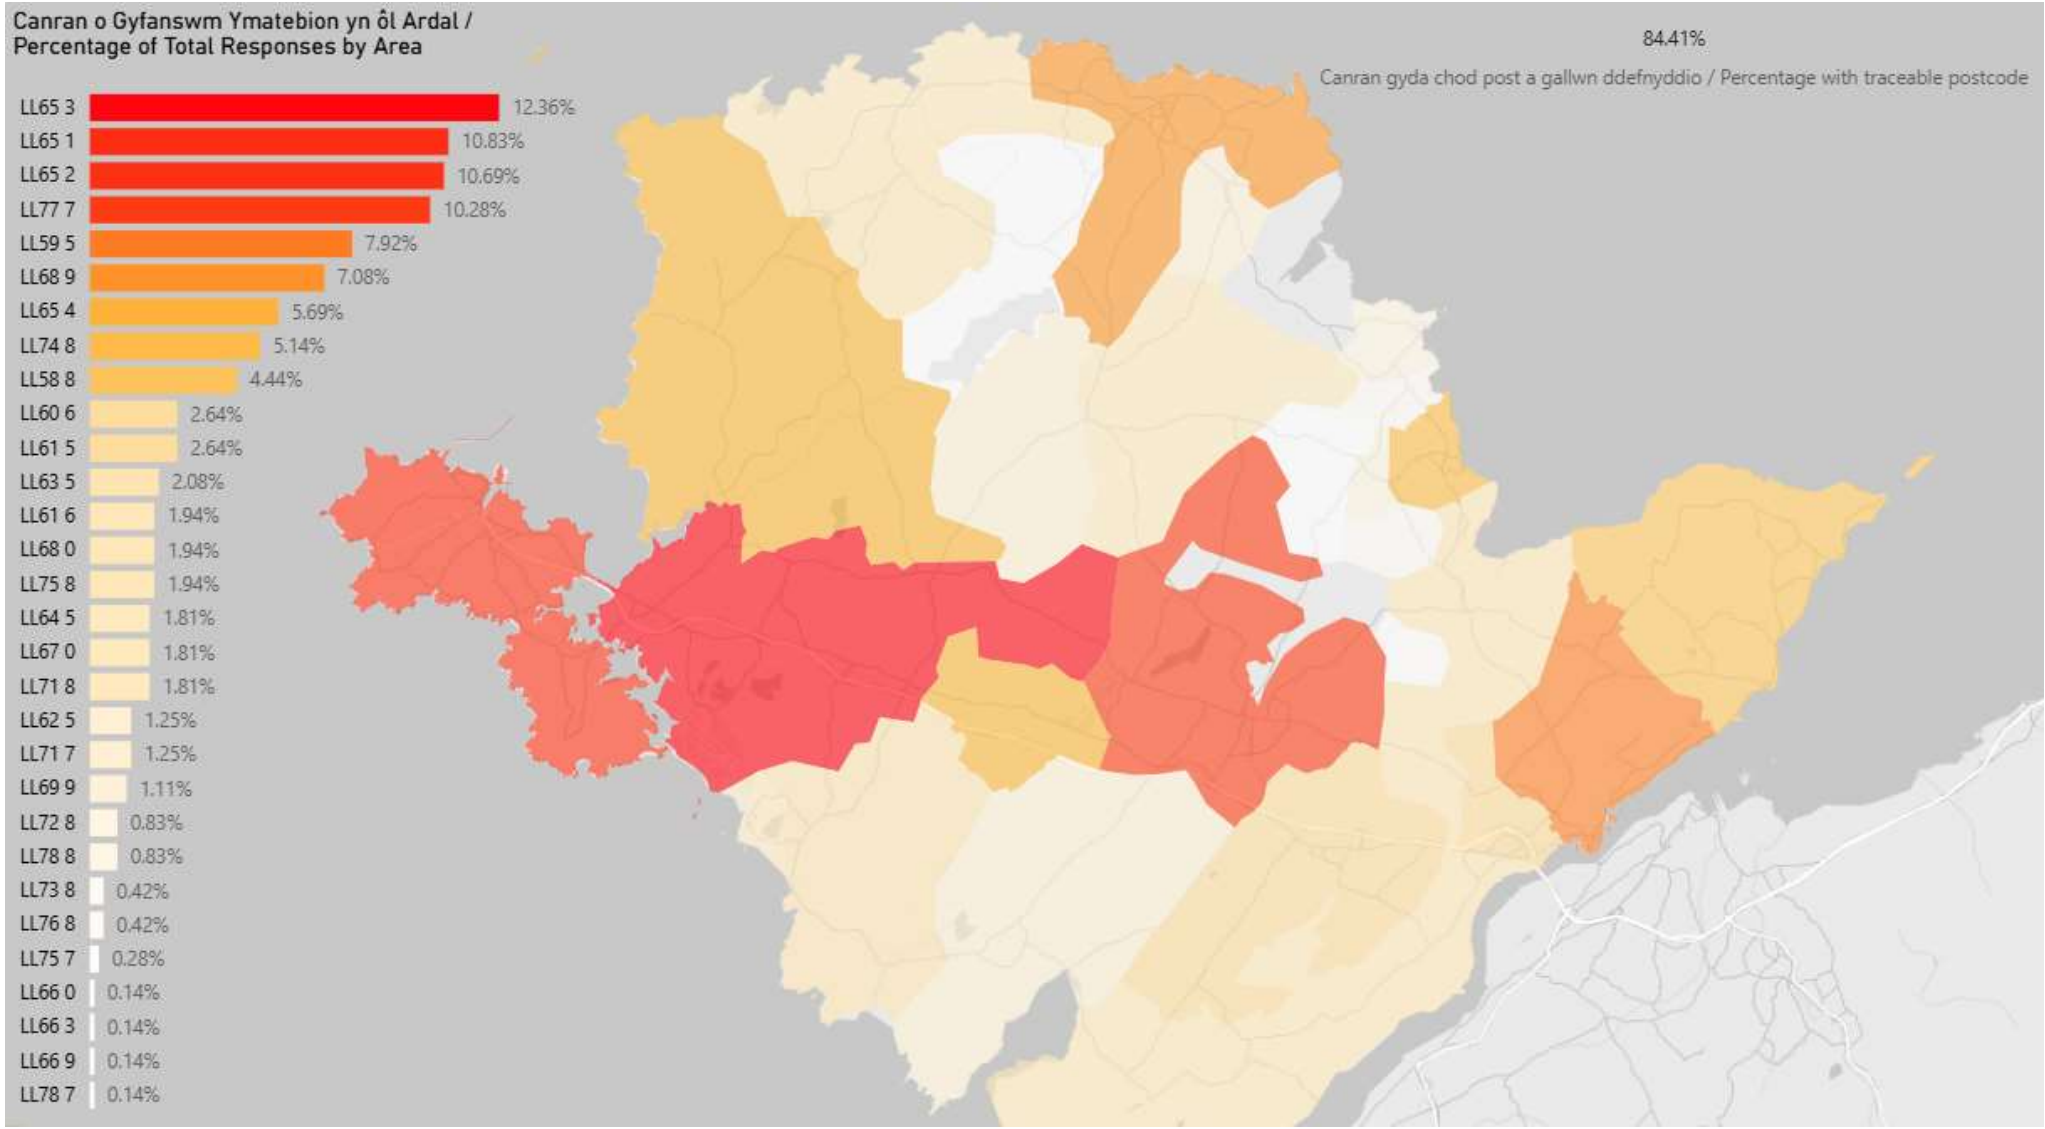 Canran o Gyfanswm Ymatebion yn ôl Ardal /
Percentage of Total Responses by Area
84.41%
Canran gyda chod post a gallwn ddefnyddio / Percentage with traceable postcode
LL65 3 12.36%
LL65 1 10.83%
LL65 2 10.69%
LL77 7 10.28%
LL59 5 7.92%
LL68 9 7.08%
LL65 4 5.69%
LL74 8 5.14%
LL58 8 4.44%
LL60 6 2.64%
LL61 5 2.64%
LL63 5 2.08%
LL61 6 1.94%
LL68 0 1.94%
LL75 8 1.94%
LL64 5 1.81%
LL67 0 1.81%
LL71 8 1.81%
LL62 5 1.25%
LL71 7 1.25%
LL69 9 1.11%
LL72 8 0.83%
LL78 8 0.83%
LL73 8 0.42%
LL76 8 0.42%
LL75 7 0.28%
LL66 0 0.14%
LL66 3 0.14%
LL66 9 0.14%
LL78 7 0.14%